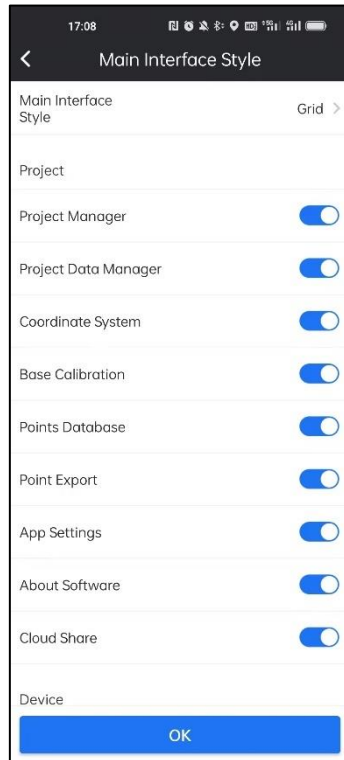 17:08
Main Interface Style
Main Interface
Style
Grid
Project
Project Manager
Project Data Manager
Coordinate System
Base Calibration
Points Database
Point Export
App Settings
About Software
Cloud Share
Device
OK